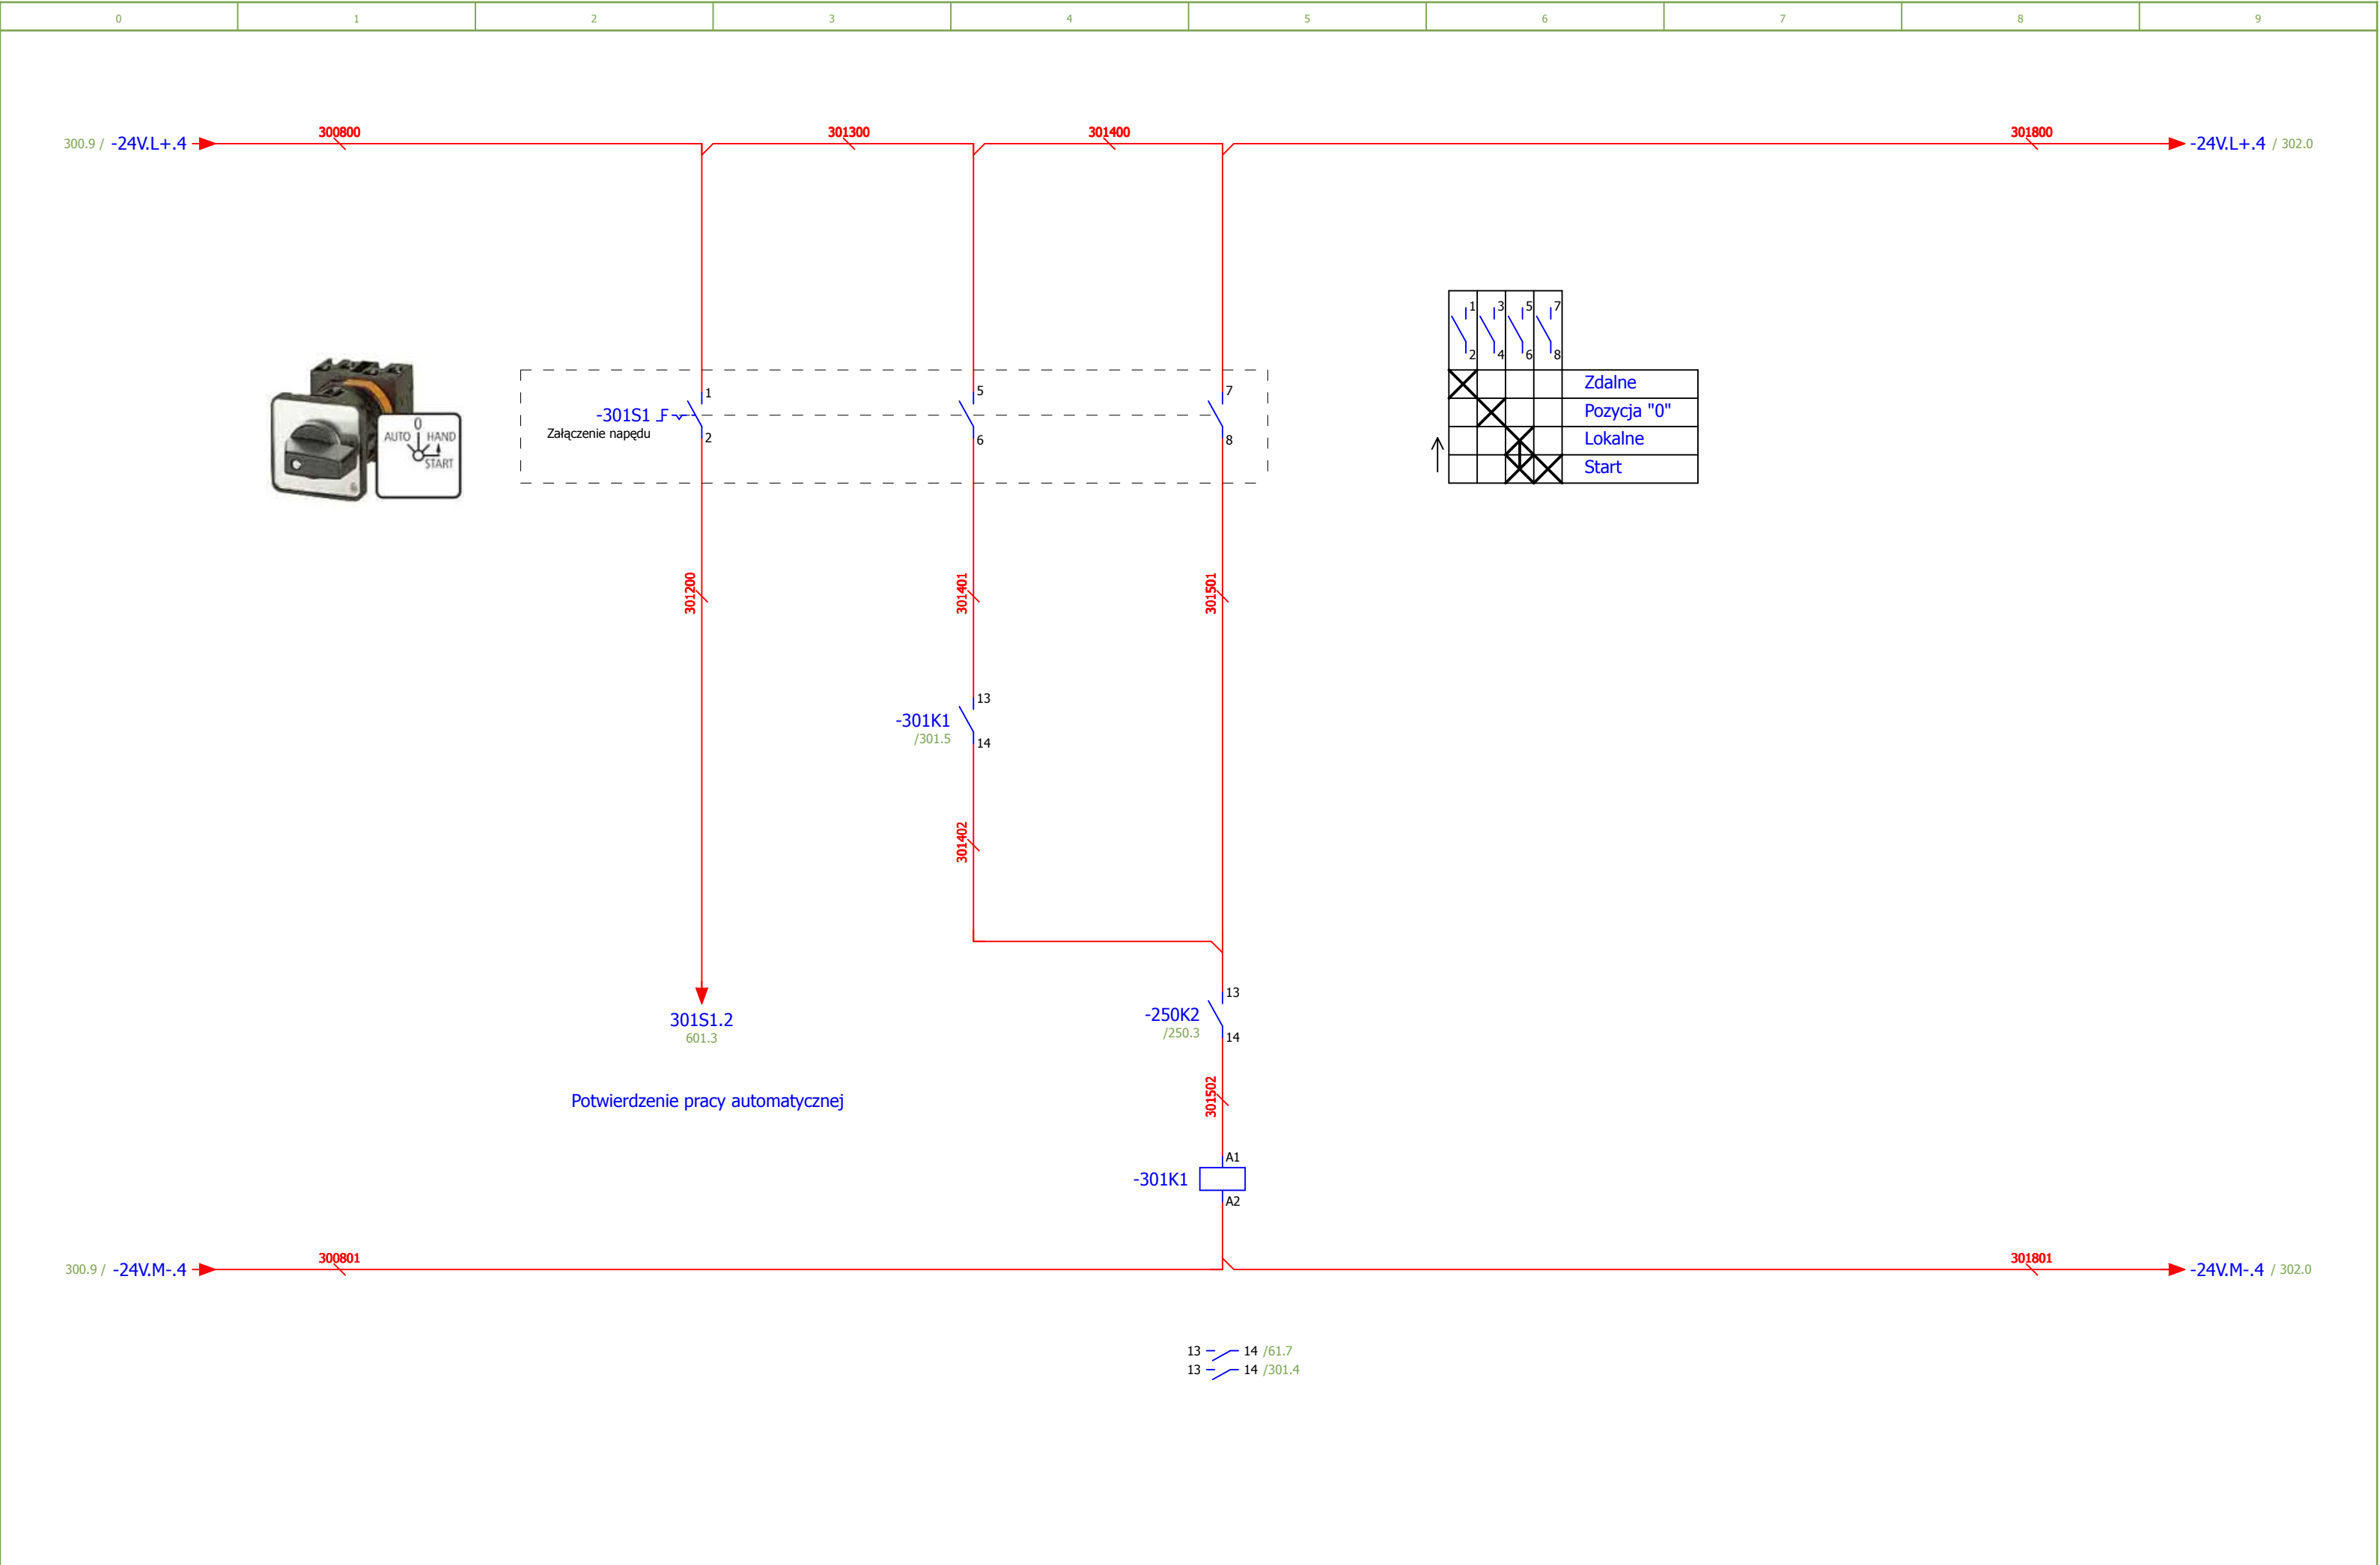 0 1 2 3 4 5 6 7 8 9
300.9 / -24V.L+.4
300800
301300
301400
301800
-24V.L+.4 / 302.0
1 3 5 7
2 4 6 8
Zdalne
Pozycja "0"
Lokalne
Start
0
AUTO HAND
START
-301S1
Załączenie napędu
1
2
5
6
7
8
301200
301401
301501
-301K1
/301.5
13
14
301402
301S1.2
601.3
-250K2
/250.3
13
14
Potwierdzenie pracy automatycznej
301502
-301K1
A1
A2
300.9 / -24V.M-.4
300801
301801
-24V.M-.4 / 302.0
13 14 /61.7
13 14 /301.4